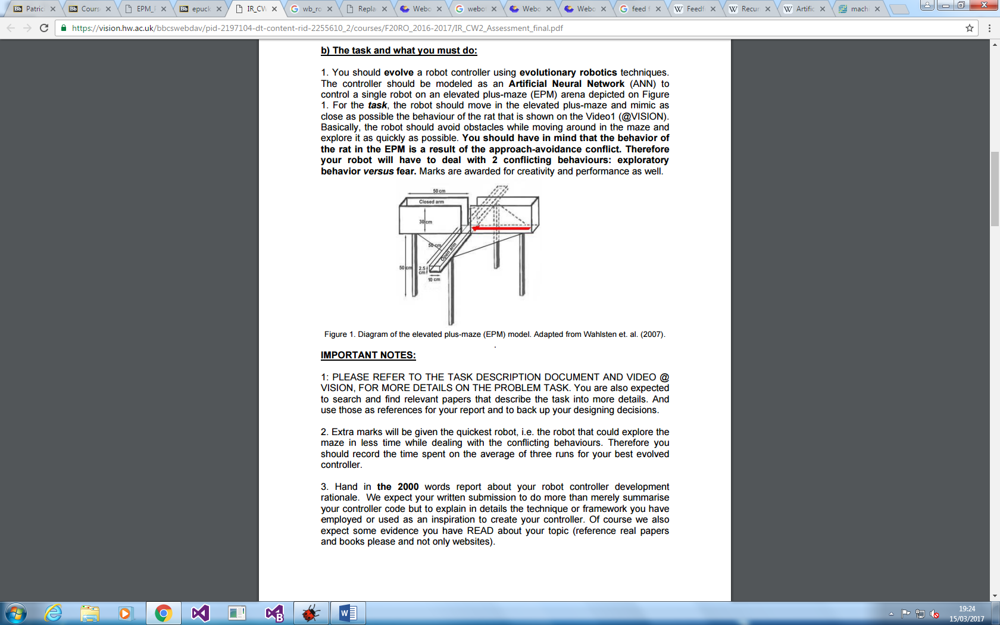 Patric
Cours
EPM_
epuck
IR_CW
wb_ro
Repla
Webo
webo
Webo
Webo
feed f
Feedf
Recur
Artific
mach
https://vision.hw.ac.uk/bbcswebdav/pid-2197104-dt-content-rid-2255610_2/courses/F20RO_2016-2017/IR_CW2_Assessment_final.pdf
b) The task and what you must do:
1. You should evolve a robot controller using evolutionary robotics techniques.
The controller should be modeled as an Artificial Neural Network (ANN) to
control a single robot on an elevated plus-maze (EPM) arena depicted on Figure
1. For the task, the robot should move in the elevated plus-maze and mimic as
close as possible the behaviour of the rat that is shown on the Video1 (@VISION).
Basically, the robot should avoid obstacles while moving around in the maze and
explore it as quickly as possible. You should have in mind that the behavior of
the rat in the EPM is a result of the approach-avoidance conflict. Therefore
your robot will have to deal with 2 conflicting behaviours: exploratory
behavior versus fear. Marks are awarded for creativity and performance as well.
50 cm
Closed arm
30 cm
50 cm
Open arm
50 cm
2.5 cm
10 cm
Figure 1. Diagram of the elevated plus-maze (EPM) model. Adapted from Wahlsten et. al. (2007).
.
IMPORTANT NOTES:
1: PLEASE REFER TO THE TASK DESCRIPTION DOCUMENT AND VIDEO @
VISION, FOR MORE DETAILS ON THE PROBLEM TASK. You are also expected
to search and find relevant papers that describe the task into more details. And
use those as references for your report and to back up your designing decisions.
2. Extra marks will be given the quickest robot, i.e. the robot that could explore the
maze in less time while dealing with the conflicting behaviours. Therefore you
should record the time spent on the average of three runs for your best evolved
controller.
3. Hand in the 2000 words report about your robot controller development
rationale. We expect your written submission to do more than merely summarise
your controller code but to explain in details the technique or framework you have
employed or used as an inspiration to create your controller. Of course we also
expect some evidence you have READ about your topic (reference real papers
and books please and not only websites).
19:24
15/03/2017